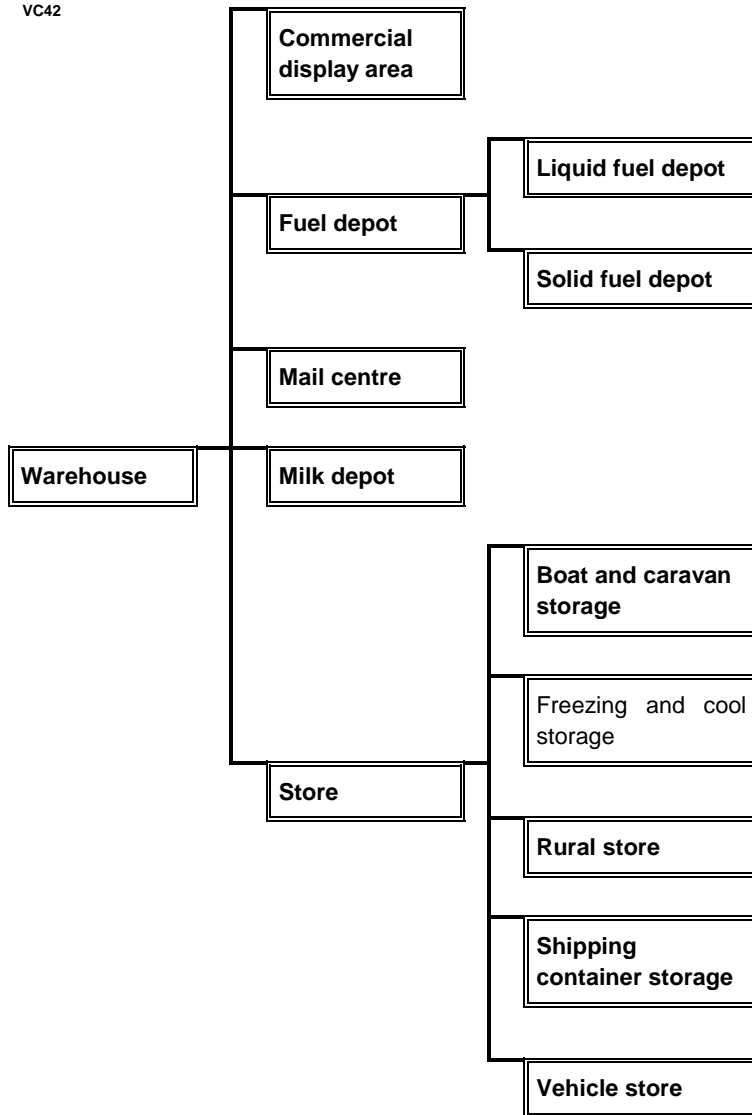 VC42
Commercial
display area
Liquid fuel depot
Fuel depot
Solid fuel depot
Mail centre
Warehouse
Milk depot
Boat and caravan
storage
Freezing and cool
storage
Store
Rural store
Shipping
container storage
Vehicle store